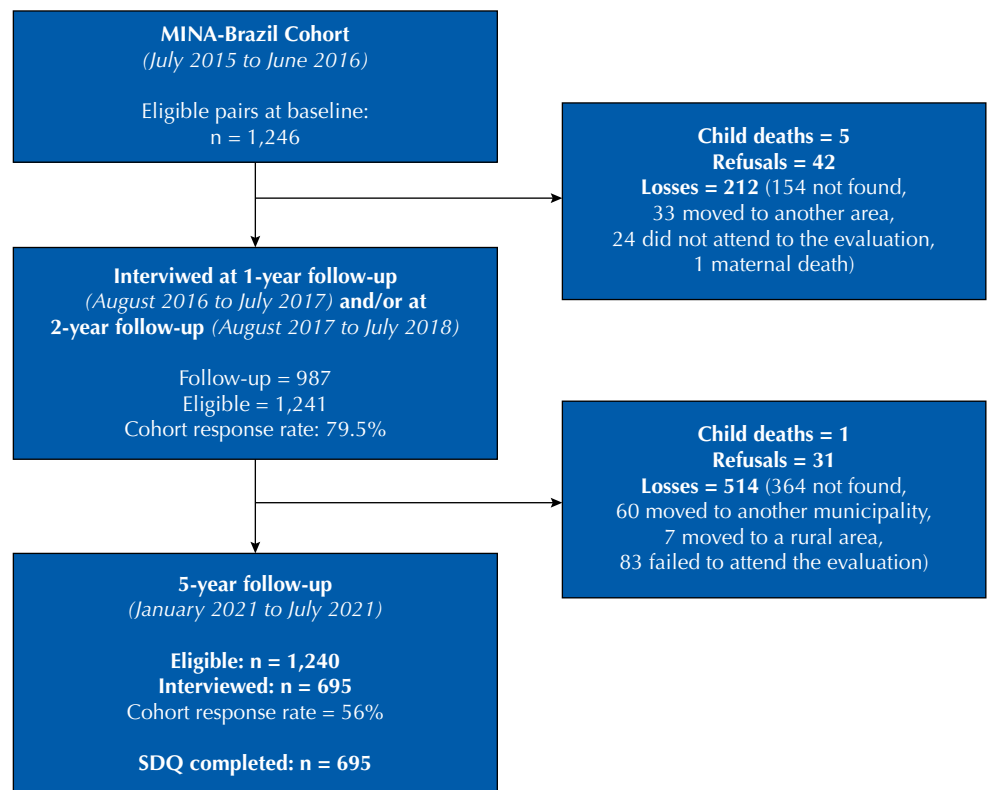 MINA-Brazil Cohort
(July 2015 to June 2016)
Eligible pairs at baseline:
n = 1,246
Child deaths = 5
Refusals = 42
Losses = 212 (154 not found,
33 moved to another area,
24 did not attend to the evaluation,
1 maternal death)
Interviwed at 1-year follow-up
(August 2016 to July 2017) and/or at
2-year follow-up (August 2017 to July 2018)
Follow-up = 987
Eligible = 1,241
Cohort response rate: 79.5%
Child deaths = 1
Refusals = 31
Losses = 514 (364 not found,
60 moved to another municipality,
7 moved to a rural area,
83 failed to attend the evaluation)
5-year follow-up
(January 2021 to July 2021)
Eligible: n = 1,240
Interviewed: n = 695
Cohort response rate = 56%
SDQ completed: n = 695